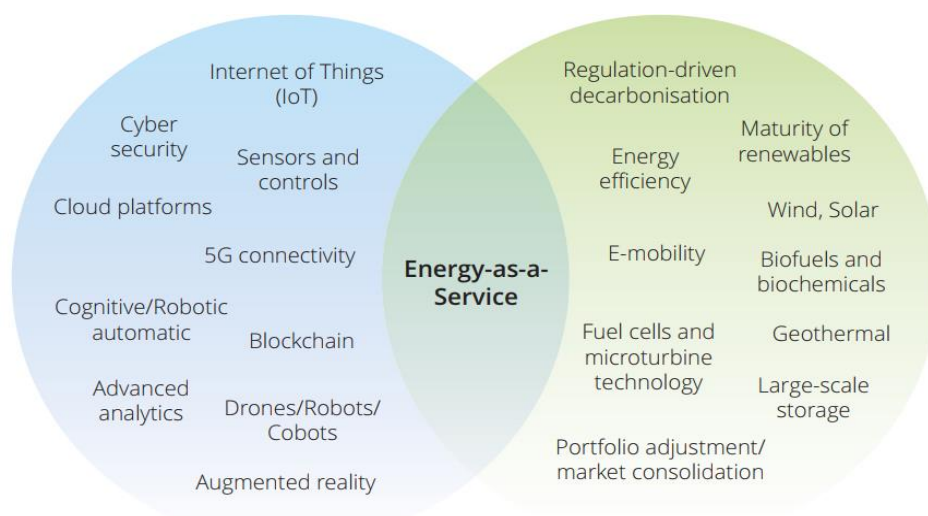 Internet of Things
(IoT)
Cyber
security
Sensors and
controls
Cloud platforms
5G connectivity
Cognitive/Robotic
automatic
Blockchain
Advanced
analytics
Drones/Robots/
Cobots
Augmented reality
Energy-as-a-
Service
Regulation-driven
decarbonisation
Maturity of
renewables
Energy
efficiency
Wind, Solar
E-mobility
Biofuels and
biochemicals
Fuel cells and
microturbine
technology
Geothermal
Large-scale
storage
Portfolio adjustment/
market consolidation